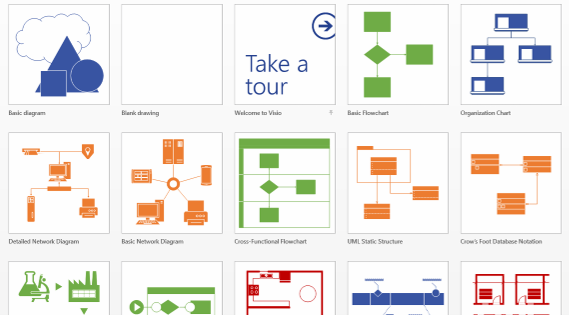 Take a
tour
Basic diagram
Blank drawing
Welcome to Visio
Basic Flowchart
Organization Chart
Detailed Network Diagram
Basic Network Diagram
Cross-Functional Flowchart
UML Static Structure
Crow's Foot Database Notation